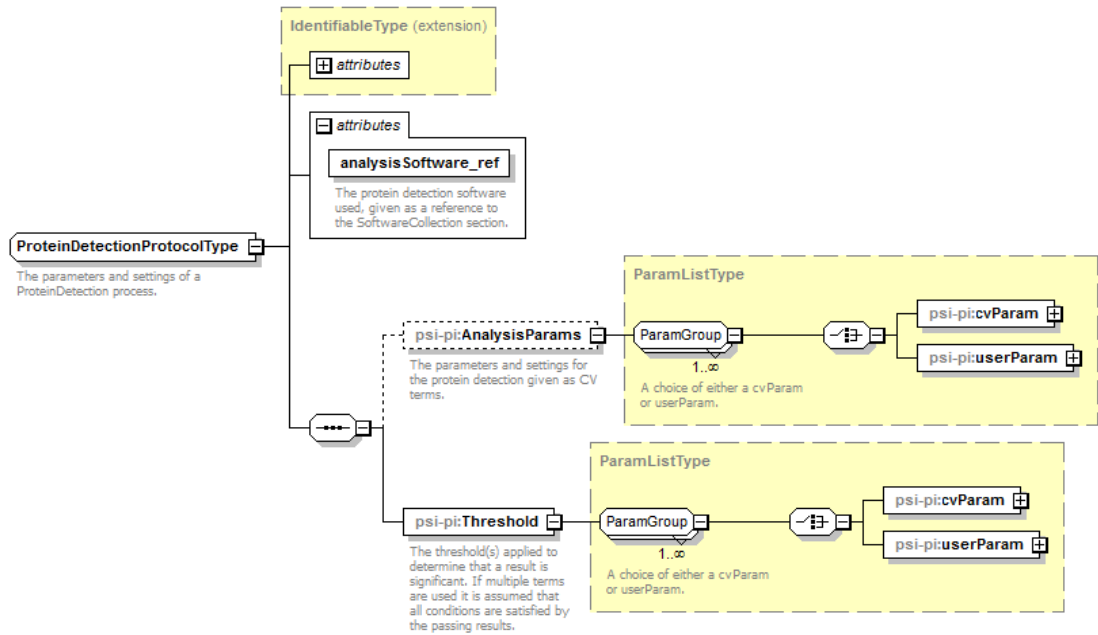 IdentifiableType (extension)
attributes
attributes
analysisSoftware_ref
The protein detection software
used, given as a reference to
the SoftwareCollection section.
ProteinDetectionProtocolType
The parameters and settings of a
ProteinDetection process.
ParamListType
psi-pi:AnalysisParams
The parameters and settings for
the protein detection given as CV
terms.
ParamGroup
1..∞
A choice of either a cvParam
or userParam.
psi-pi:cvParam
psi-pi:userParam
ParamListType
psi-pi:Threshold
The threshold(s) applied to
determine that a result is
significant. If multiple terms
are used it is assumed that
all conditions are satisfied by
the passing results.
ParamGroup
1..∞
A choice of either a cvParam
or userParam.
psi-pi:cvParam
psi-pi:userParam